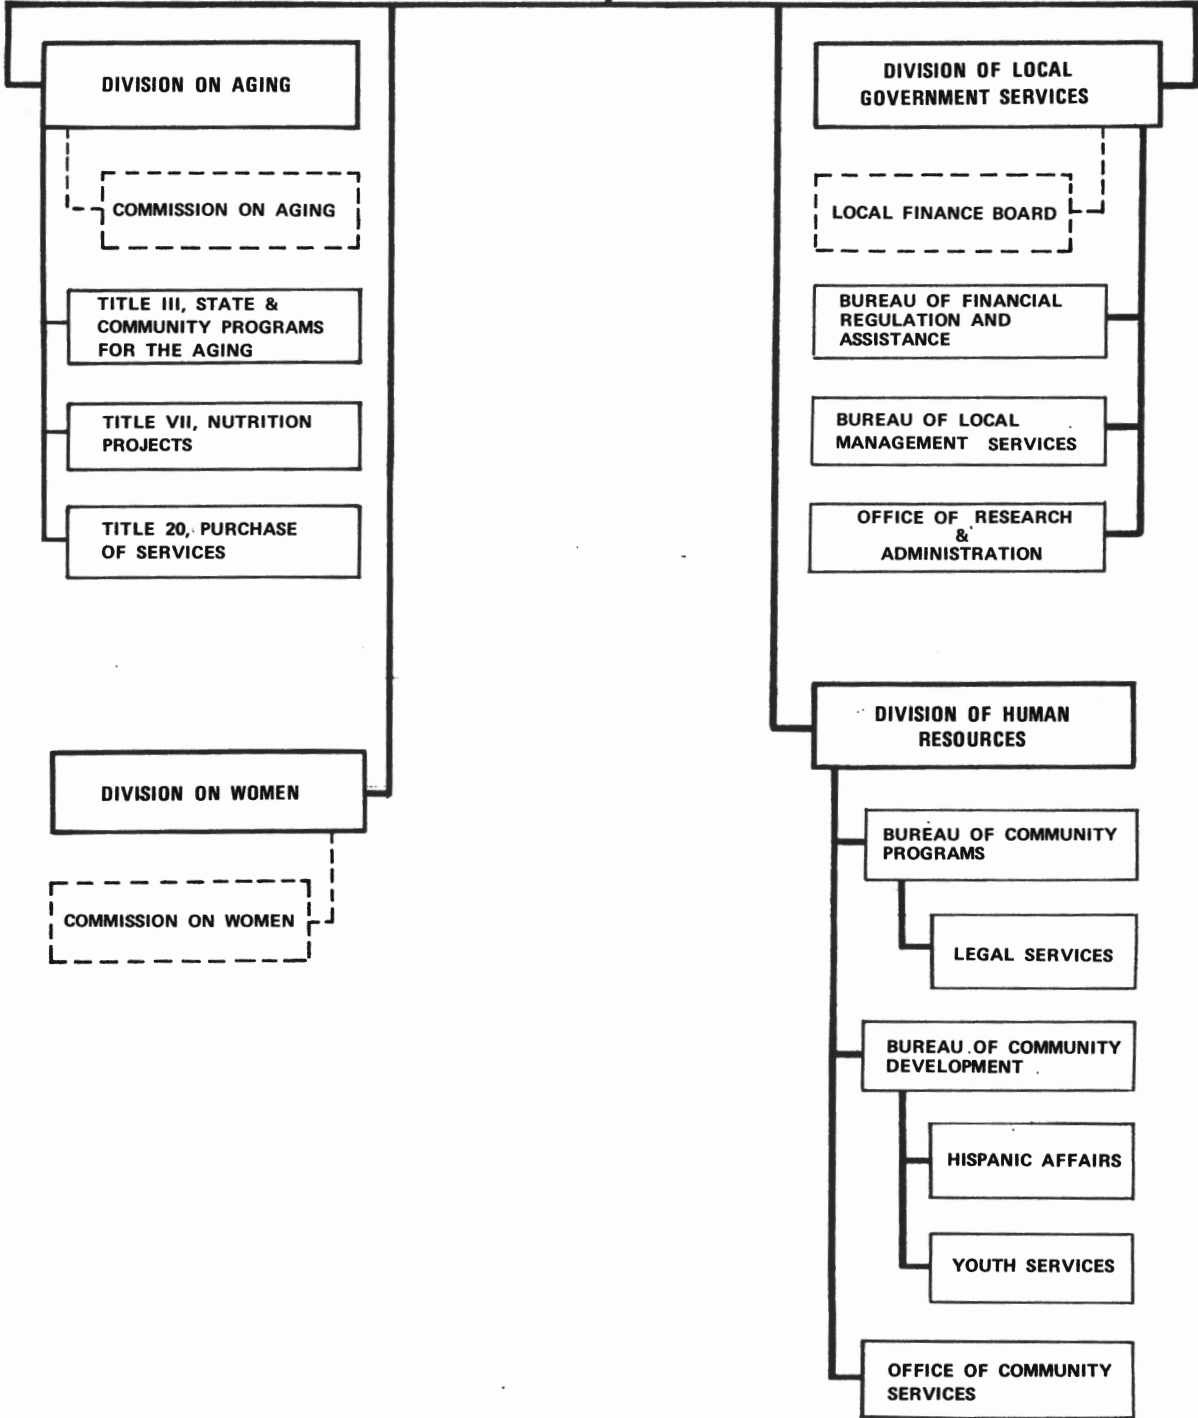 DIVISION ON AGING
COMMISSION ON AGING
TITLE III, STATE &
COMMUNITY PROGRAMS
FOR THE AGING
TITLE VII, NUTRITION
PROJECTS
TITLE 20, PURCHASE
OF SERVICES
DIVISION ON WOMEN
COMMISSION ON WOMEN
DIVISION OF LOCAL
GOVERNMENT SERVICES
LOCAL FINANCE BOARD
BUREAU OF FINANCIAL
REGULATION AND
ASSISTANCE
BUREAU OF LOCAL
MANAGEMENT SERVICES
OFFICE OF RESEARCH
&
ADMINISTRATION
DIVISION OF HUMAN
RESOURCES
BUREAU OF COMMUNITY
PROGRAMS
LEGAL SERVICES
BUREAU OF COMMUNITY
DEVELOPMENT
HISPANIC AFFAIRS
YOUTH SERVICES
OFFICE OF COMMUNITY
SERVICES